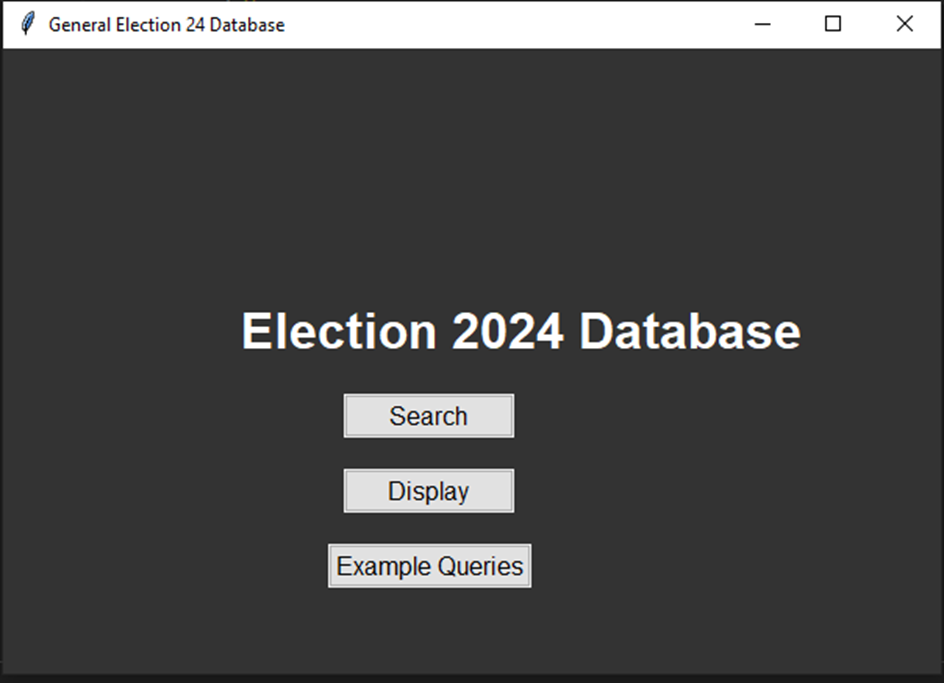 General Election 24 Database
Election 2024 Database
Search
Display
Example Queries